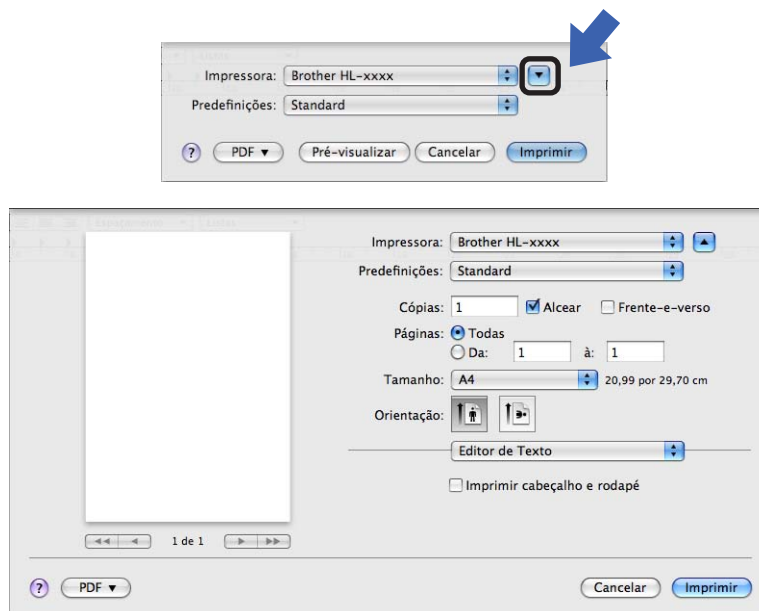 Impressora: Brother HL-xxxx
Predefinições: Standard
? PDF ▼ Pré-visualizar Cancelar Imprimir
Impressora: Brother HL-xxxx
Predefinições: Standard
Cópias: 1 Alcear Frente-e-verso
Páginas: Todas
Da: 1 à: 1
Tamanho: A4 20,99 por 29,70 cm
Orientação:
Editor de Texto
Imprimir cabeçalho e rodapé
1 de 1
? PDF ▼ Cancelar Imprimir